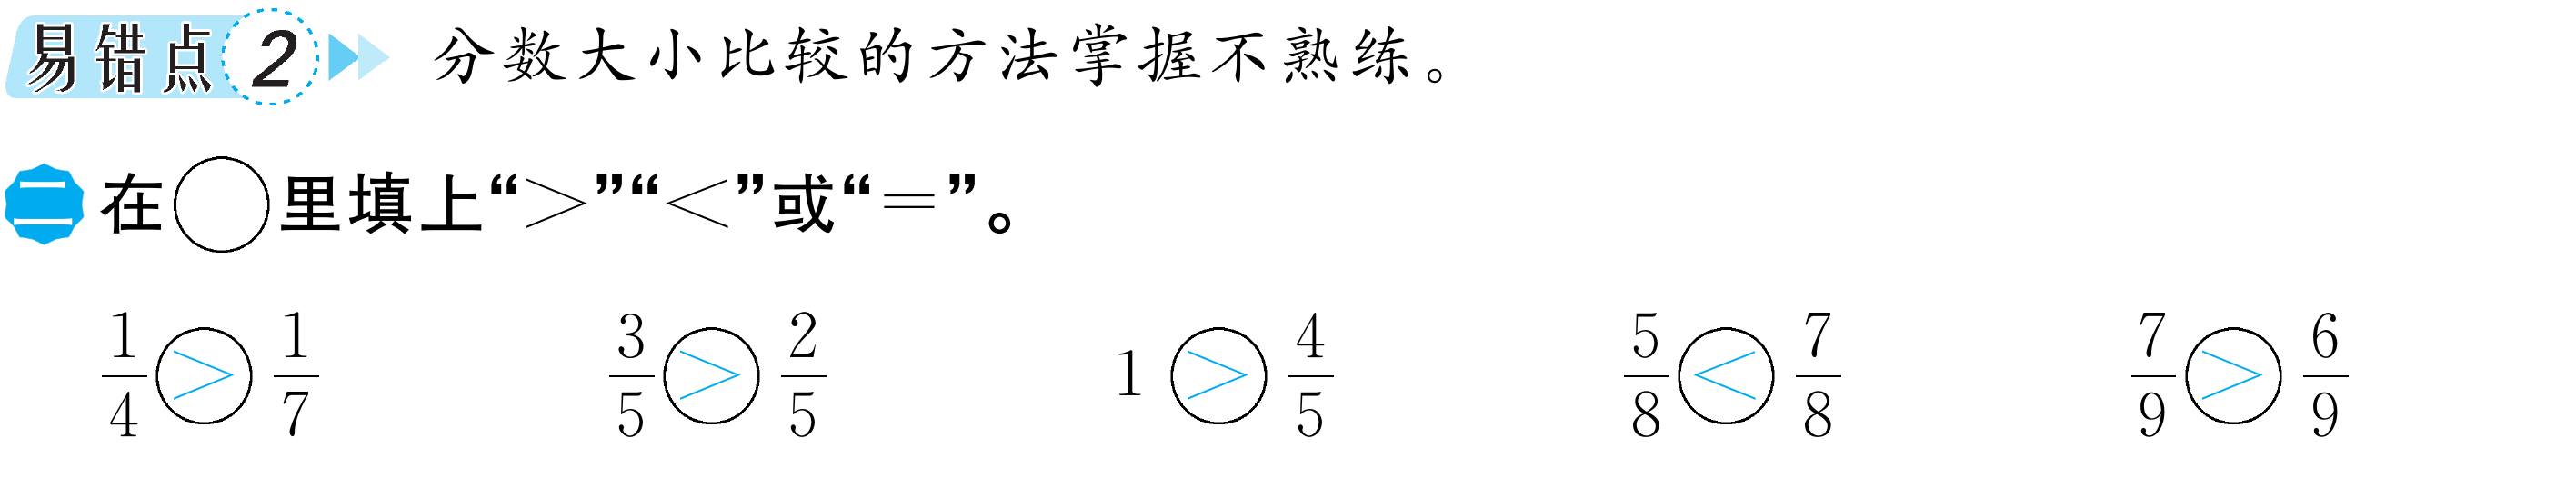 易错点2 分数大小比较的方法掌握不熟练。
二 在○里填上“>”“<”或“=”。
1/4 > 1/7 3/5 > 2/5 1 > 4/5 5/8 < 7/8 7/9 > 6/9